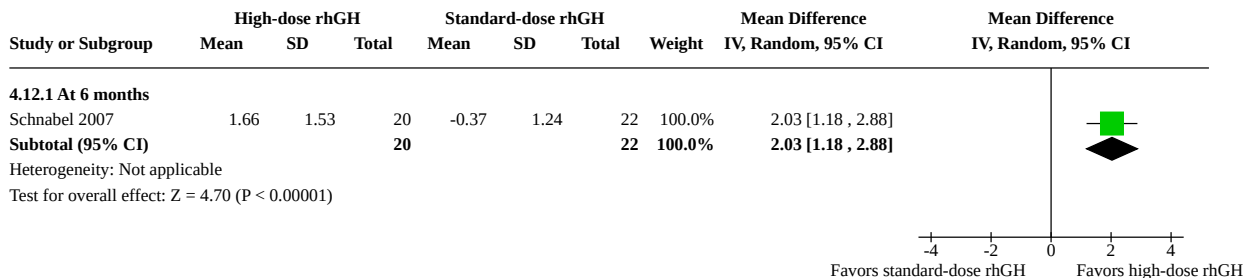 High-dose rhGH Standard-dose rhGH Mean Difference Mean Difference
Study or Subgroup Mean SD Total Mean SD Total Weight IV, Random, 95% CI IV, Random, 95% CI
4.12.1 At 6 months
Schnabel 2007 1.66 1.53 20 -0.37 1.24 22 100.0% 2.03 [1.18 , 2.88]
Subtotal (95% CI) 20 22 100.0% 2.03 [1.18 , 2.88]
Heterogeneity: Not applicable
Test for overall effect: Z = 4.70 (P < 0.00001)
-4 -2 0 2 4
Favors standard-dose rhGH Favors high-dose rhGH